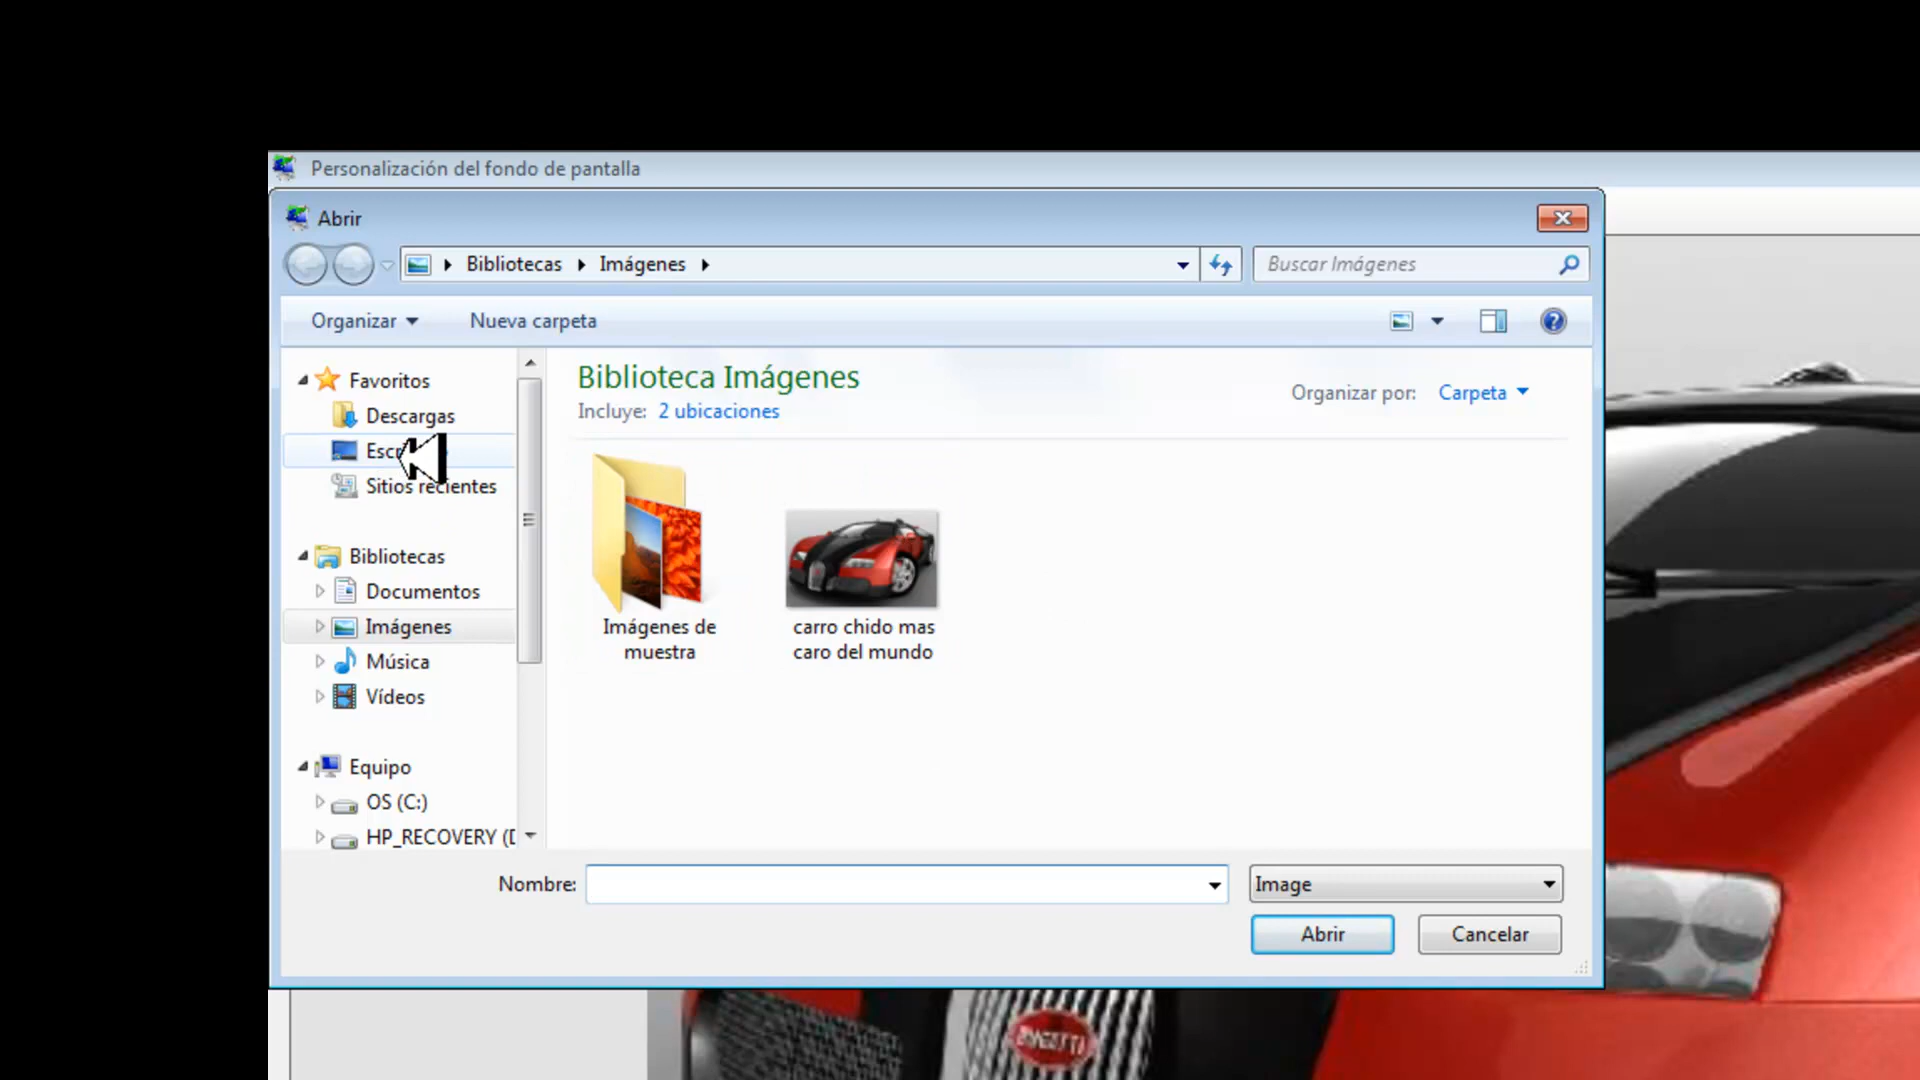 Personalización del fondo de pantalla
Abrir
Bibliotecas Imágenes
Buscar Imágenes
Organizar
Nueva carpeta
Favoritos
Descargas
Sitios recientes
Bibliotecas
Documentos
Imágenes
Música
Vídeos
Equipo
OS (C:)
HP_RECOVERY (D
Biblioteca Imágenes
Incluye: 2 ubicaciones
Organizar por: Carpeta
Imágenes de
muestra
carro chido mas
caro del mundo
Nombre:
Image
Abrir
Cancelar
BUGATTI